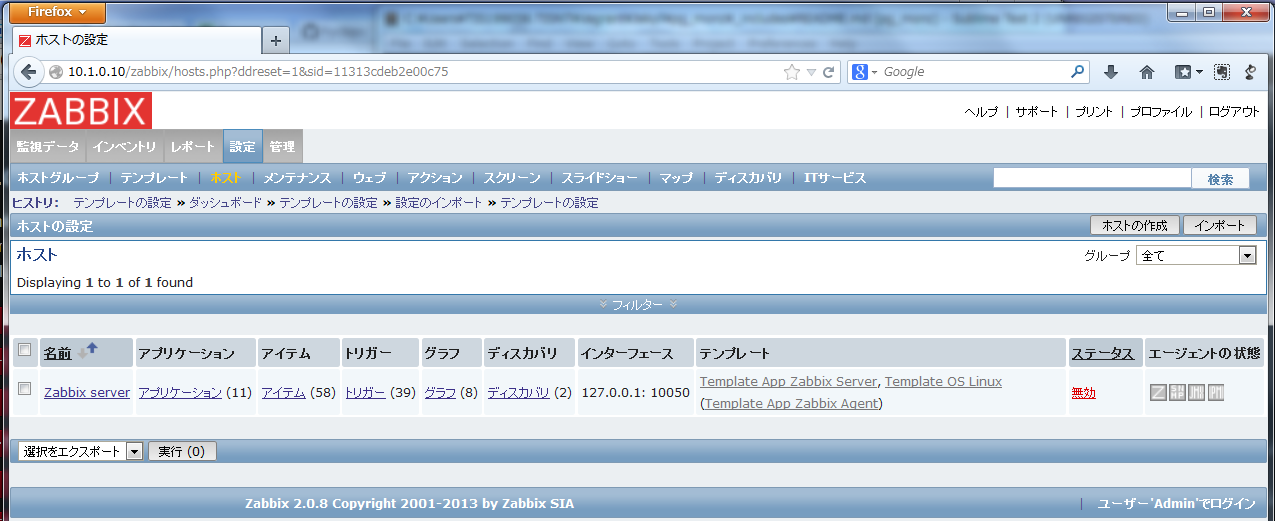 Firefox
ホストの設定
10.1.0.10/zabbix/hosts.php?ddreset=1&sid=11313cdeb2e00c75
Google
ZABBIX
ヘルプ | サポート | プリント | プロファイル | ログアウト
監視データ インベントリ レポート 設定 管理
ホストグループ | テンプレート | ホスト | メンテナンス | ウェブ | アクション | スクリーン | スライドショー | マップ | ディスカバリ | ITサービス 検索
ヒストリ: テンプレートの設定 » ダッシュボード » テンプレートの設定 » 設定のインポート » テンプレートの設定
ホストの設定 ホストの作成 インポート
ホスト グループ 全て
Displaying 1 to 1 of 1 found
フィルター
名前 アプリケーション アイテム トリガー グラフ ディスカバリ インターフェース テンプレート ステータス エージェントの状態
Zabbix server アプリケーション (11) アイテム (58) トリガー (39) グラフ (8) ディスカバリ (2) 127.0.0.1: 10050 Template App Zabbix Server, Template OS Linux
(Template App Zabbix Agent) 無効
選択をエクスポート 実行 (0)
Zabbix 2.0.8 Copyright 2001-2013 by Zabbix SIA | ユーザー'Admin'でログイン